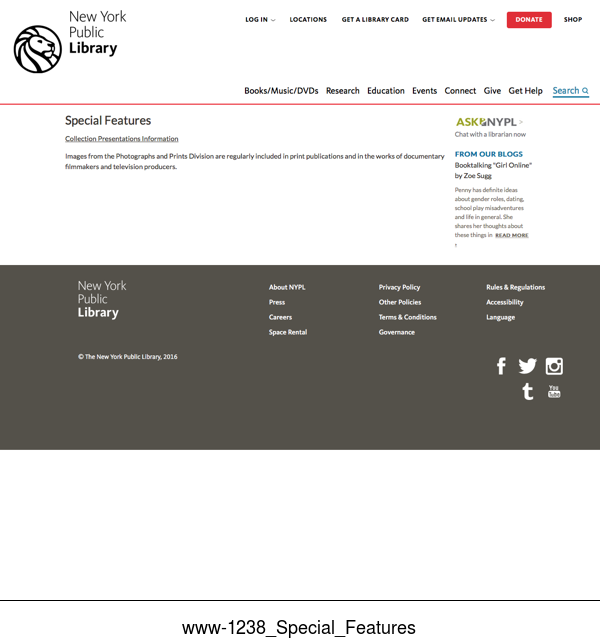 New York
Public
Library
LOG IN
LOCATIONS
GET A LIBRARY CARD
GET EMAIL UPDATES
DONATE
SHOP
Books/Music/DVDs
Research
Education
Events
Connect
Give
Get Help
Search
Special Features
Collection Presentations Information
Images from the Photographs and Prints Division are regularly included in print publications and in the works of documentary
filmmakers and television producers.
ASK NYPL >
Chat with a librarian now
FROM OUR BLOGS
Booktalking "Girl Online"
by Zoe Sugg
Penny has definite ideas
about gender roles, dating,
school play misadventures
and life in general. She
shares her thoughts about
these things in READ MORE
New York
Public
Library
About NYPL
Press
Careers
Space Rental
Privacy Policy
Other Policies
Terms & Conditions
Governance
Rules & Regulations
Accessibility
Language
© The New York Public Library, 2016
You
Tube
www-1238_Special_Features